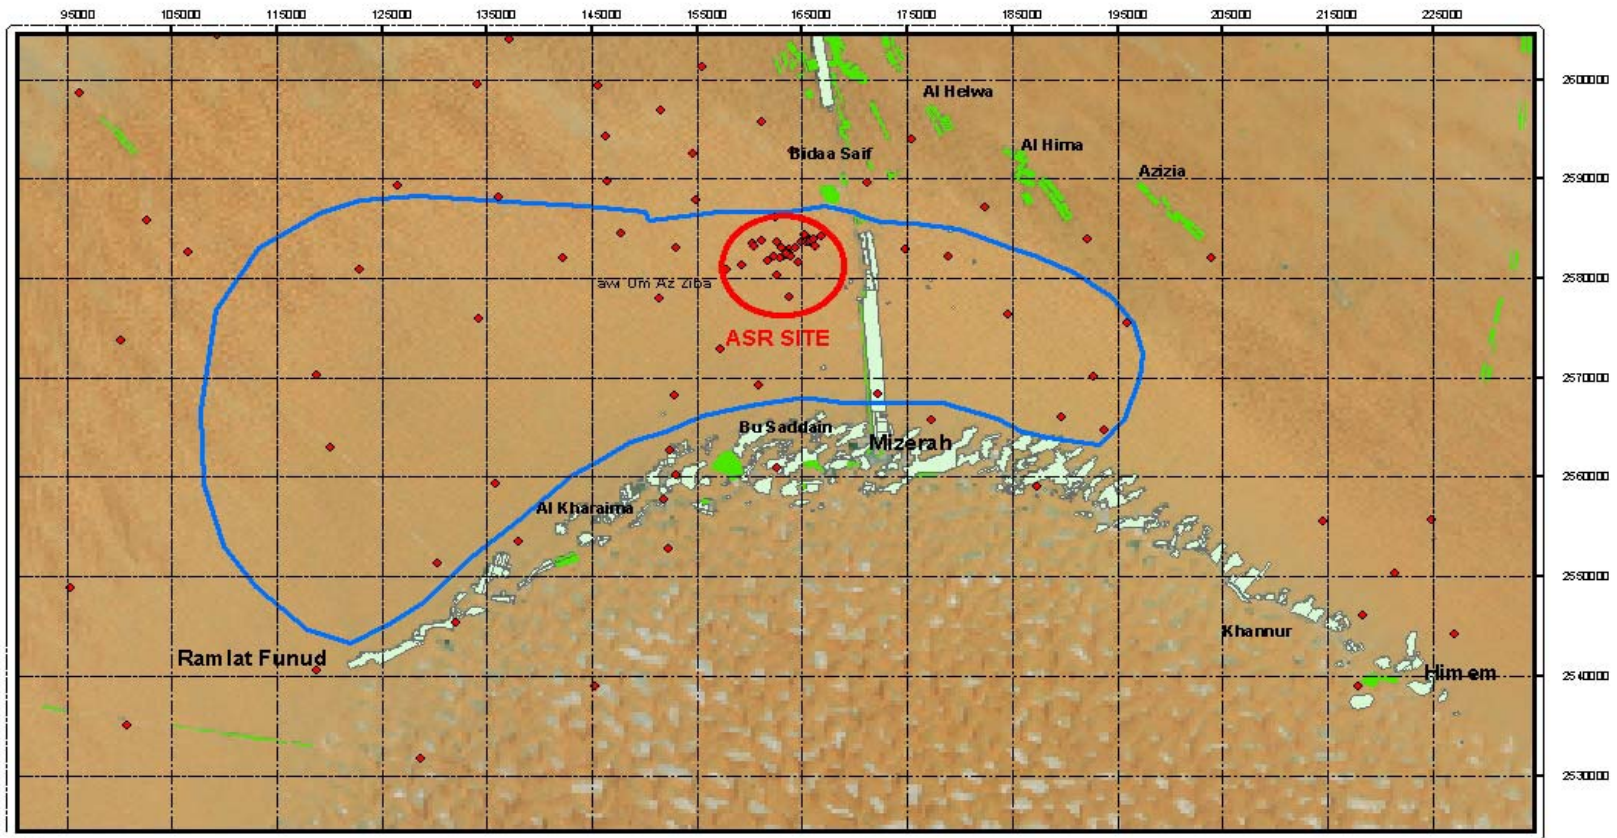 95000 105000 115000 125000 135000 145000 155000 165000 175000 185000 195000 205000 215000 225000
2600000
Al Helwa
Al Hima
Bidaa Saif
Azizia
2590000
2580000
awi Um Az Ziba
ASR SITE
2570000
Bu Saddain
Mizerah
2560000
Al Kharaima
2550000
Khannur
Ramlat Funud
Him em
2540000
2530000